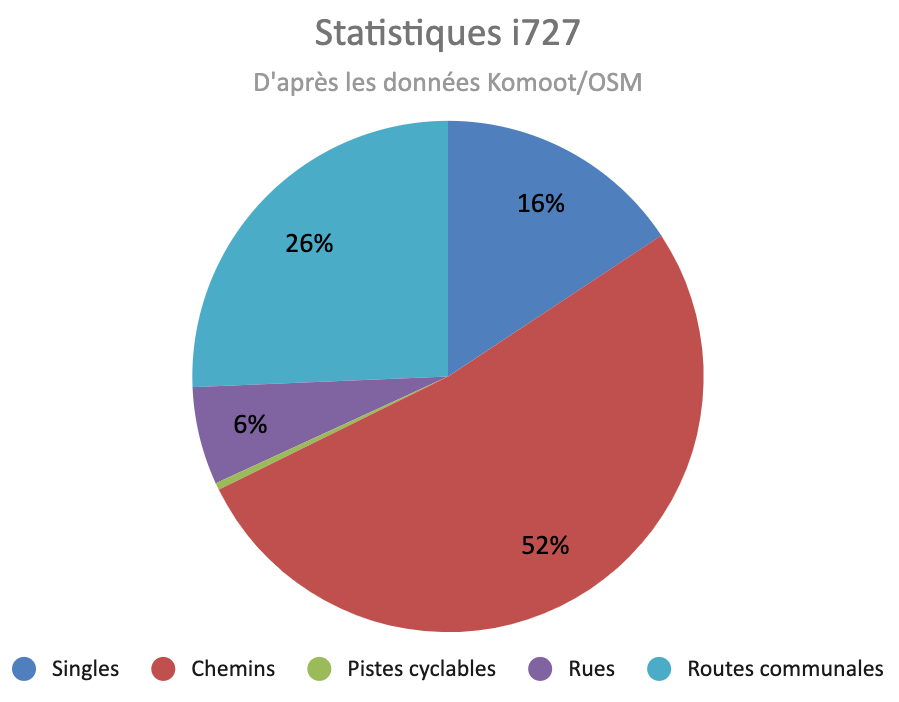 Statistiques i727
D'après les données Komoot/OSM
16%
26%
6%
52%
Singles Chemins Pistes cyclables Rues Routes communales